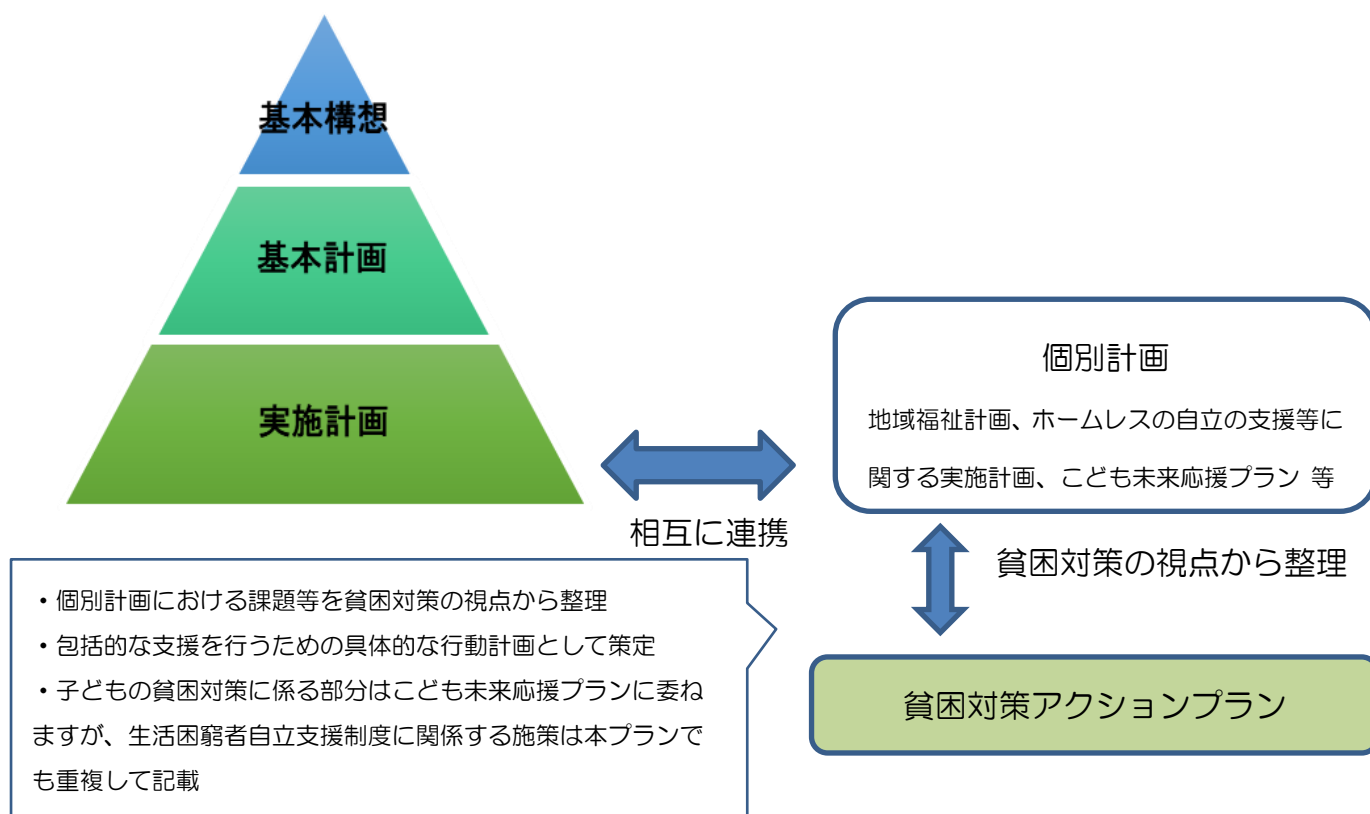 基本構想
基本計画
実施計画
個別計画
地域福祉計画、ホームレスの自立の支援等に
関する実施計画、こども未来応援プラン 等
相互に連携
貧困対策の視点から整理
・個別計画における課題等を貧困対策の視点から整理
・包括的な支援を行うための具体的な行動計画として策定
・子どもの貧困対策に係る部分はこども未来応援プランに委ね
ますが、生活困窮者自立支援制度に関係する施策は本プランで
も重複して記載
貧困対策アクションプラン